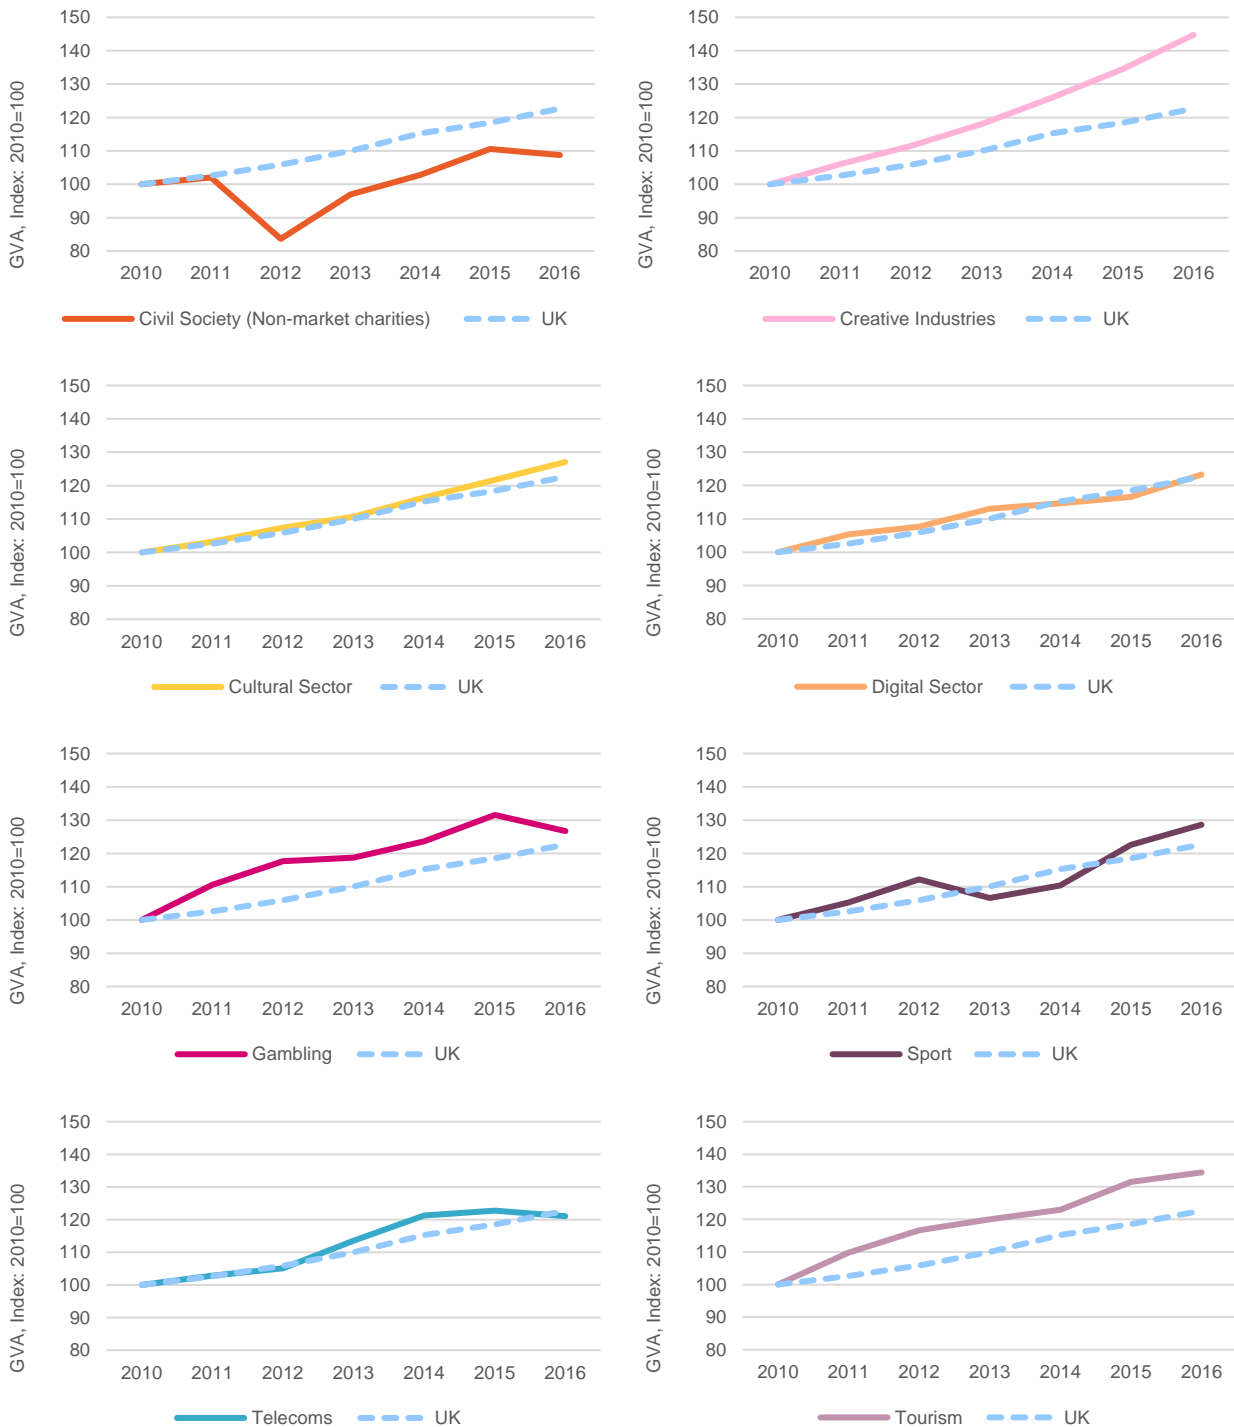 GVA, Index: 2010=100
150
140
130
120
110
100
90
80
2010 2011 2012 2013 2014 2015 2016
Civil Society (Non-market charities) UK
GVA, Index: 2010=100
150
140
130
120
110
100
90
80
2010 2011 2012 2013 2014 2015 2016
Creative Industries UK
GVA, Index: 2010=100
150
140
130
120
110
100
90
80
2010 2011 2012 2013 2014 2015 2016
Cultural Sector UK
GVA, Index: 2010=100
150
140
130
120
110
100
90
80
2010 2011 2012 2013 2014 2015 2016
Digital Sector UK
GVA, Index: 2010=100
150
140
130
120
110
100
90
80
2010 2011 2012 2013 2014 2015 2016
Gambling UK
GVA, Index: 2010=100
150
140
130
120
110
100
90
80
2010 2011 2012 2013 2014 2015 2016
Sport UK
GVA, Index: 2010=100
150
140
130
120
110
100
90
80
2010 2011 2012 2013 2014 2015 2016
Telecoms UK
GVA, Index: 2010=100
150
140
130
120
110
100
90
80
2010 2011 2012 2013 2014 2015 2016
Tourism UK